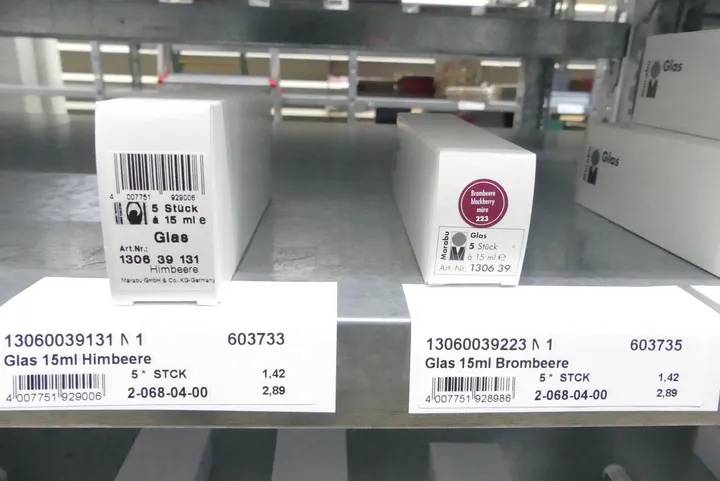 4 007751 929006
5 Stück
à 15 ml e
Glas
Art.Nr.:
1306 39 131
Himbeere
Marabu GmbH & Co. KG-Germany
Brombeere
blackberry
mûre
223
Marabu
Glas
5 Stück
à 15 ml e
Art.-Nr. 1306 39
Glas
Glas
13060039131 N 1 603733
Glas 15ml Himbeere
5 * STCK 1,42
4 007751 929006 2-068-04-00 2,89
13060039223 N 1 603735
Glas 15ml Brombeere
5 * STCK 1,42
4 007751 928986 2-068-04-00 2,89